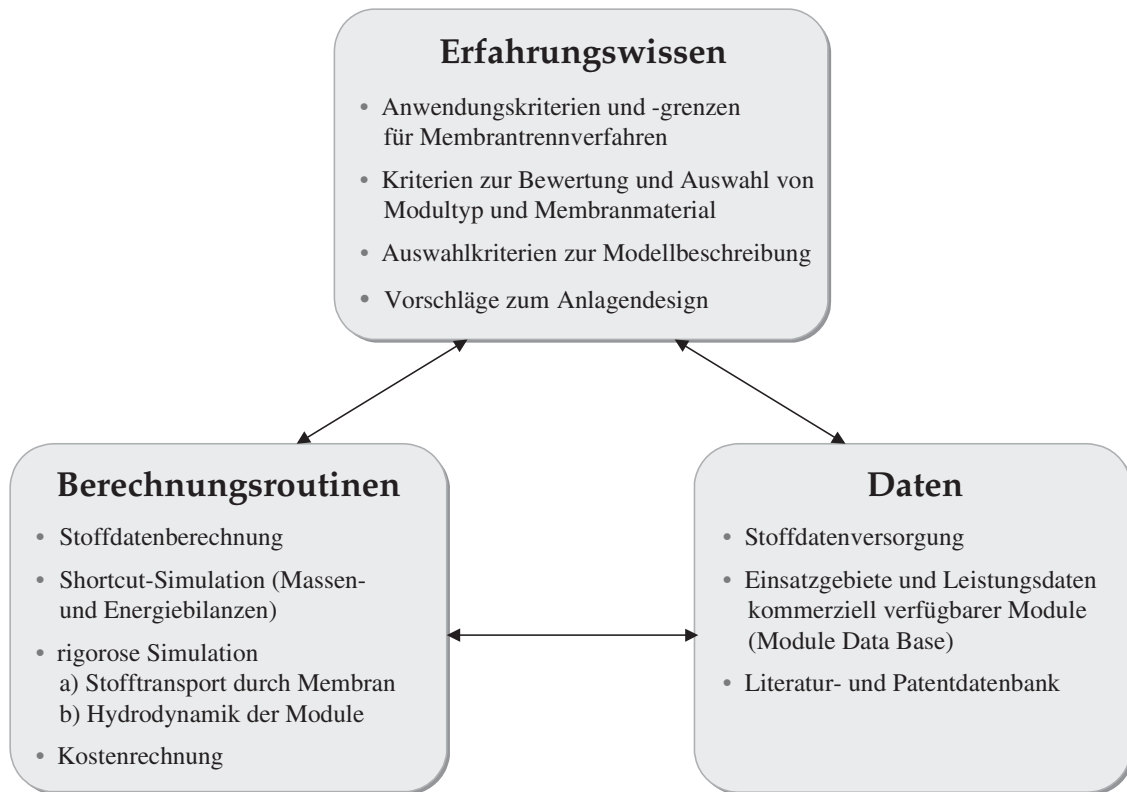 Erfahrungswissen
• Anwendungskriterien und -grenzen
für Membrantrennverfahren
• Kriterien zur Bewertung und Auswahl von
Modultyp und Membranmaterial
• Auswahlkriterien zur Modellbeschreibung
• Vorschläge zum Anlagendesign
Berechnungsroutinen
• Stoffdatenberechnung
• Shortcut-Simulation (Massen-
und Energiebilanzen)
• rigorose Simulation
a) Stofftransport durch Membran
b) Hydrodynamik der Module
• Kostenrechnung
Daten
• Stoffdatenversorgung
• Einsatzgebiete und Leistungsdaten
kommerziell verfügbarer Module
(Module Data Base)
• Literatur- und Patentdatenbank